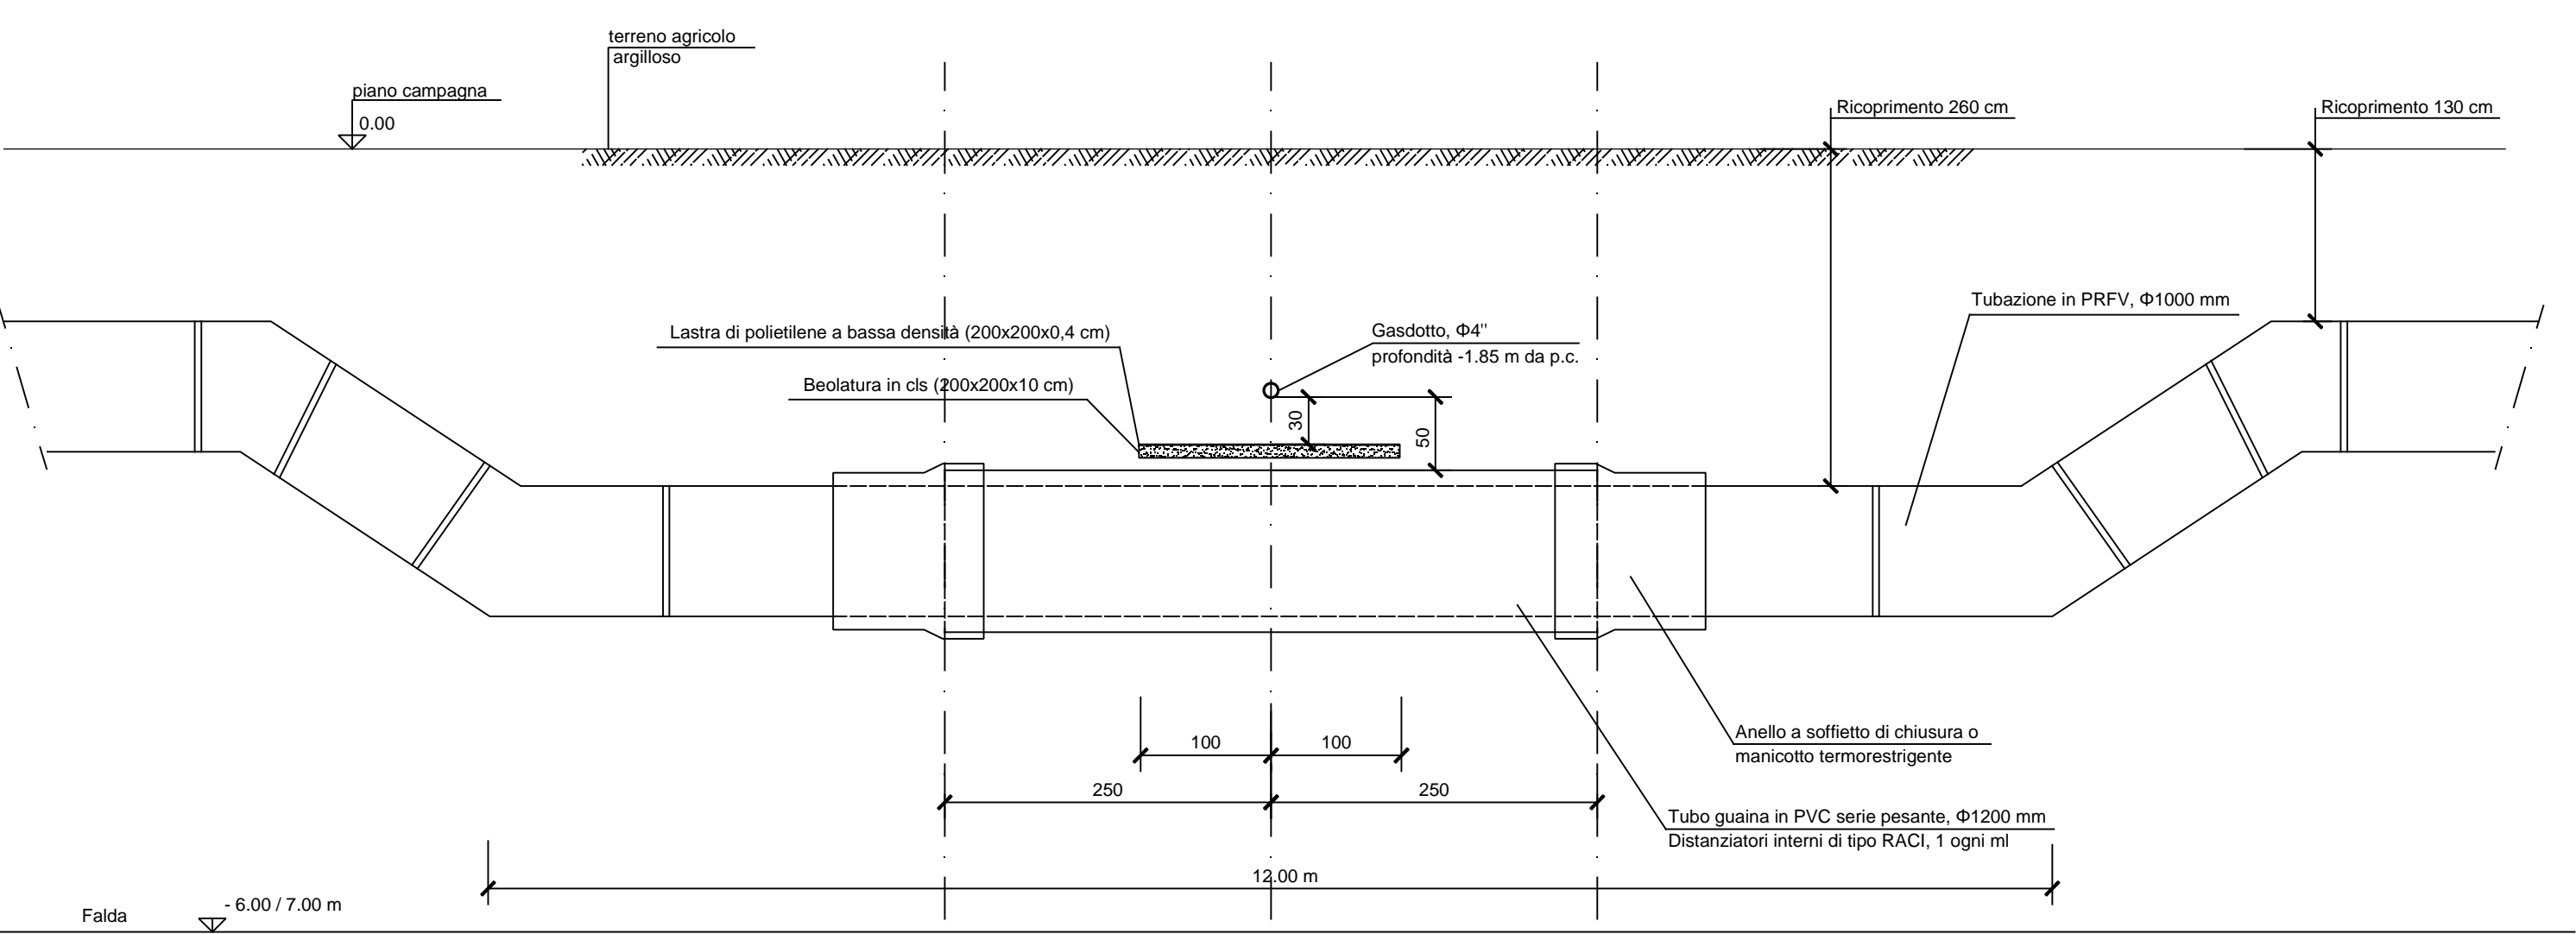 terreno agricolo
argilloso
piano campagna
0.00
Ricoprimento 260 cm
Ricoprimento 130 cm
Tubazione in PRFV, Φ1000 mm
Lastra di polietilene a bassa densità (200x200x0,4 cm)
Gasdotto, Φ4"
profondità -1.85 m da p.c.
Beolatura in cls (200x200x10 cm)
30
50
100
100
250
250
Anello a soffietto di chiusura o
manicotto termorestrigente
Tubo guaina in PVC serie pesante, Φ1200 mm
Distanziatori interni di tipo RACI, 1 ogni ml
12.00 m
Falda
- 6.00 / 7.00 m